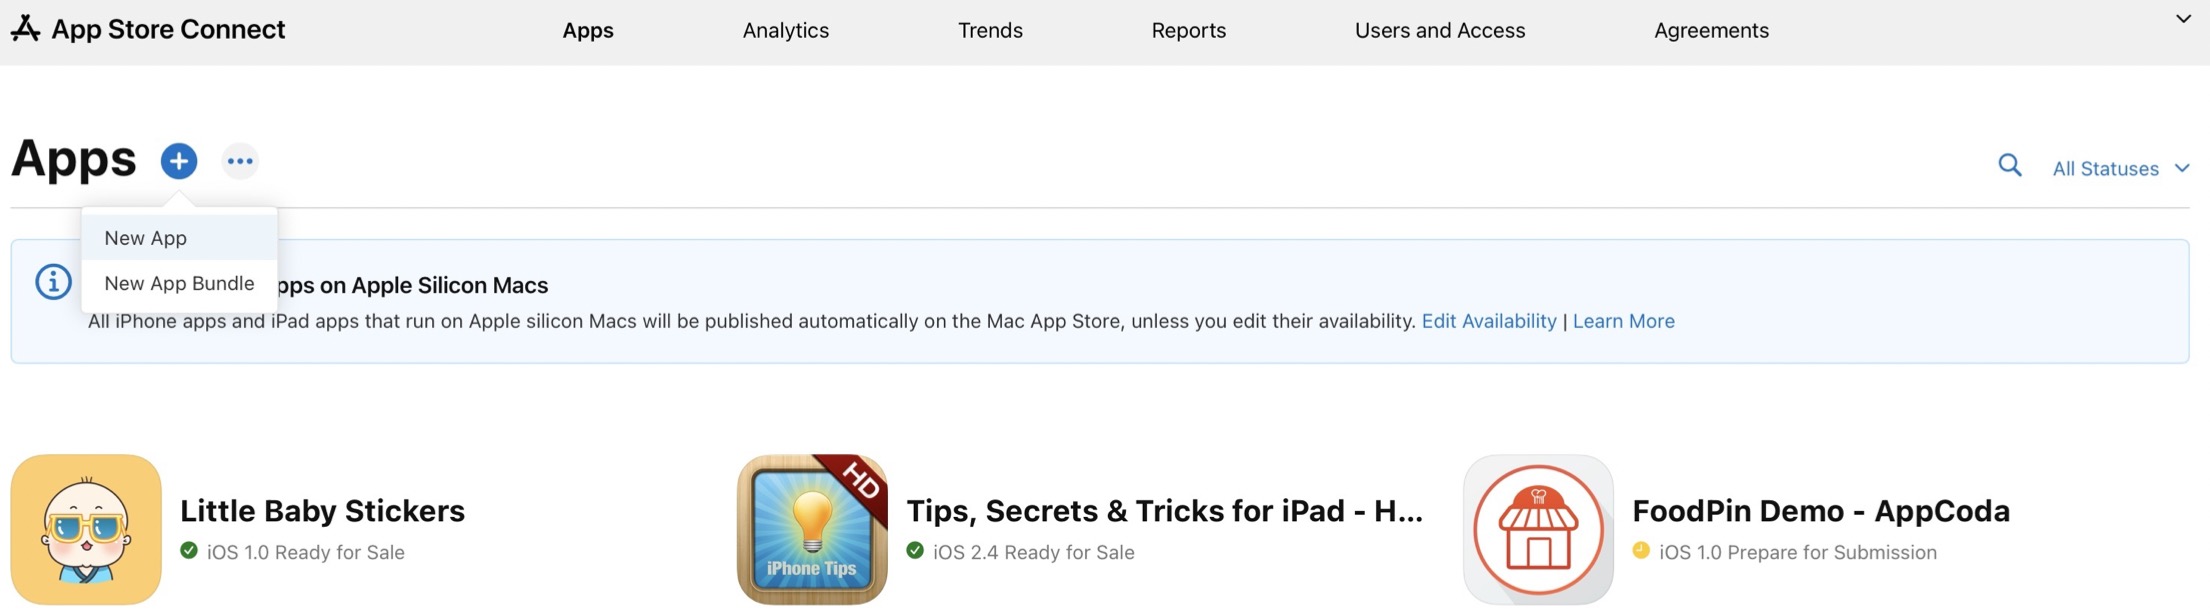 App Store Connect Apps Analytics Trends Reports Users and Access Agreements
Apps
All Statuses
New App
New App Bundle
pps on Apple Silicon Macs
All iPhone apps and iPad apps that run on Apple silicon Macs will be published automatically on the Mac App Store, unless you edit their availability. Edit Availability | Learn More
Little Baby Stickers
iOS 1.0 Ready for Sale
HD
iPhone Tips
Tips, Secrets & Tricks for iPad - H...
iOS 2.4 Ready for Sale
FoodPin Demo - AppCoda
iOS 1.0 Prepare for Submission